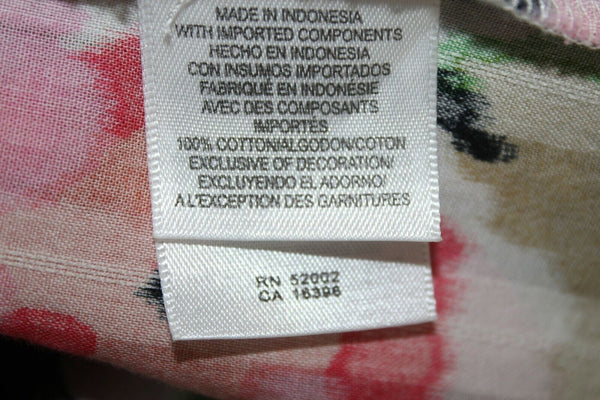 MADE IN INDONESIA
WITH IMPORTED COMPONENTS
HECHO EN INDONESIA
CON INSUMOS IMPORTADOS
FABRIQUÉ EN INDONESIE
AVEC DES COMPOSANTS
IMPORTÉS
100% COTTON/ALGODON/COTON
EXCLUSIVE OF DECORATION/
EXCLUYENDO EL ADORNO/
A L'EXCEPTION DES GARNITURES
RN 52002
CA 16396